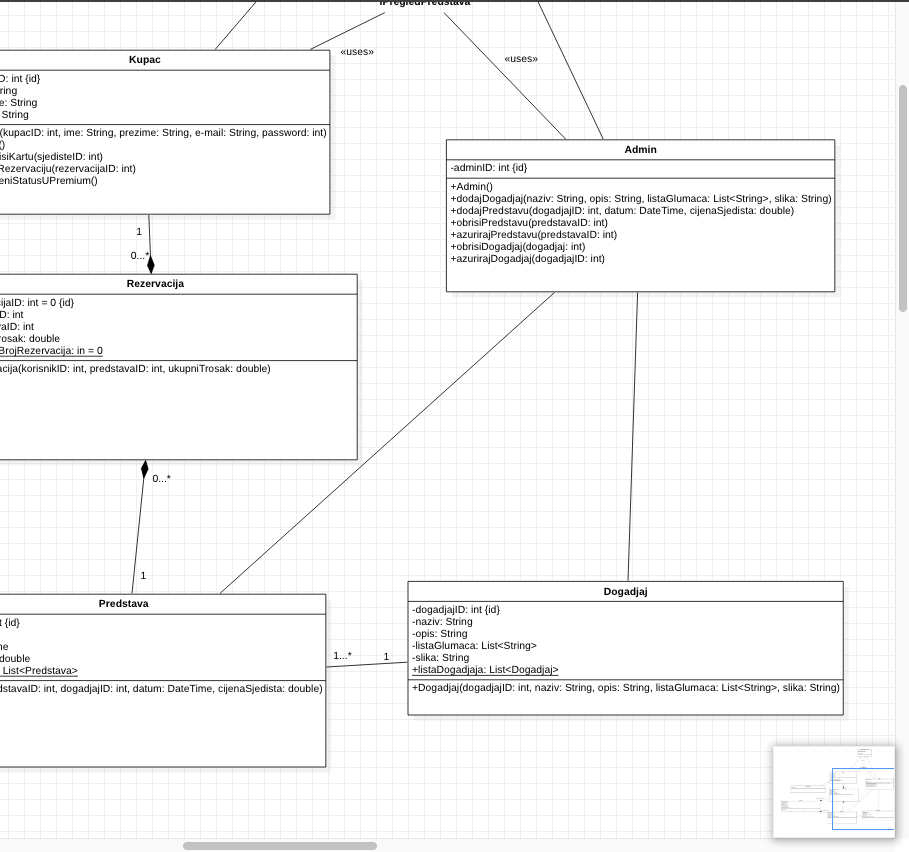 IPregledPredstava
«uses»
«uses»
Kupac
D: int {id}
ring
e: String
String
(kupacID: int, ime: String, prezime: String, e-mail: String, password: int)
()
isiKartu(sjedisteID: int)
Rezervaciju(rezervacijaID: int)
eniStatusUPremium()
Admin
-adminID: int {id}
+Admin()
+dodajDogadjaj(naziv: String, opis: String, listaGlumaca: List<String>, slika: String)
+dodajPredstavu(dogadjajID: int, datum: DateTime, cijenaSjedista: double)
+obrisiPredstavu(predstavaID: int)
+azurirajPredstavu(predstavaID: int)
+obrisiDogadjaj(dogadjaj: int)
+azurirajDogadjaj(dogadjajID: int)
1
0...*
Rezervacija
cijaID: int = 0 {id}
ID: int
vaID: int
rosak: double
BrojRezervacija: in = 0
acija(korisnikID: int, predstavaID: int, ukupniTrosak: double)
0...*
1
Predstava
t {id}
me
double
List<Predstava>
dstavaID: int, dogadjajID: int, datum: DateTime, cijenaSjedista: double)
1...*
1
Dogadjaj
-dogadjajID: int {id}
-naziv: String
-opis: String
-listaGlumaca: List<String>
-slika: String
+listaDogadjaja: List<Dogadjaj>
+Dogadjaj(dogadjajID: int, naziv: String, opis: String, listaGlumaca: List<String>, slika: String)